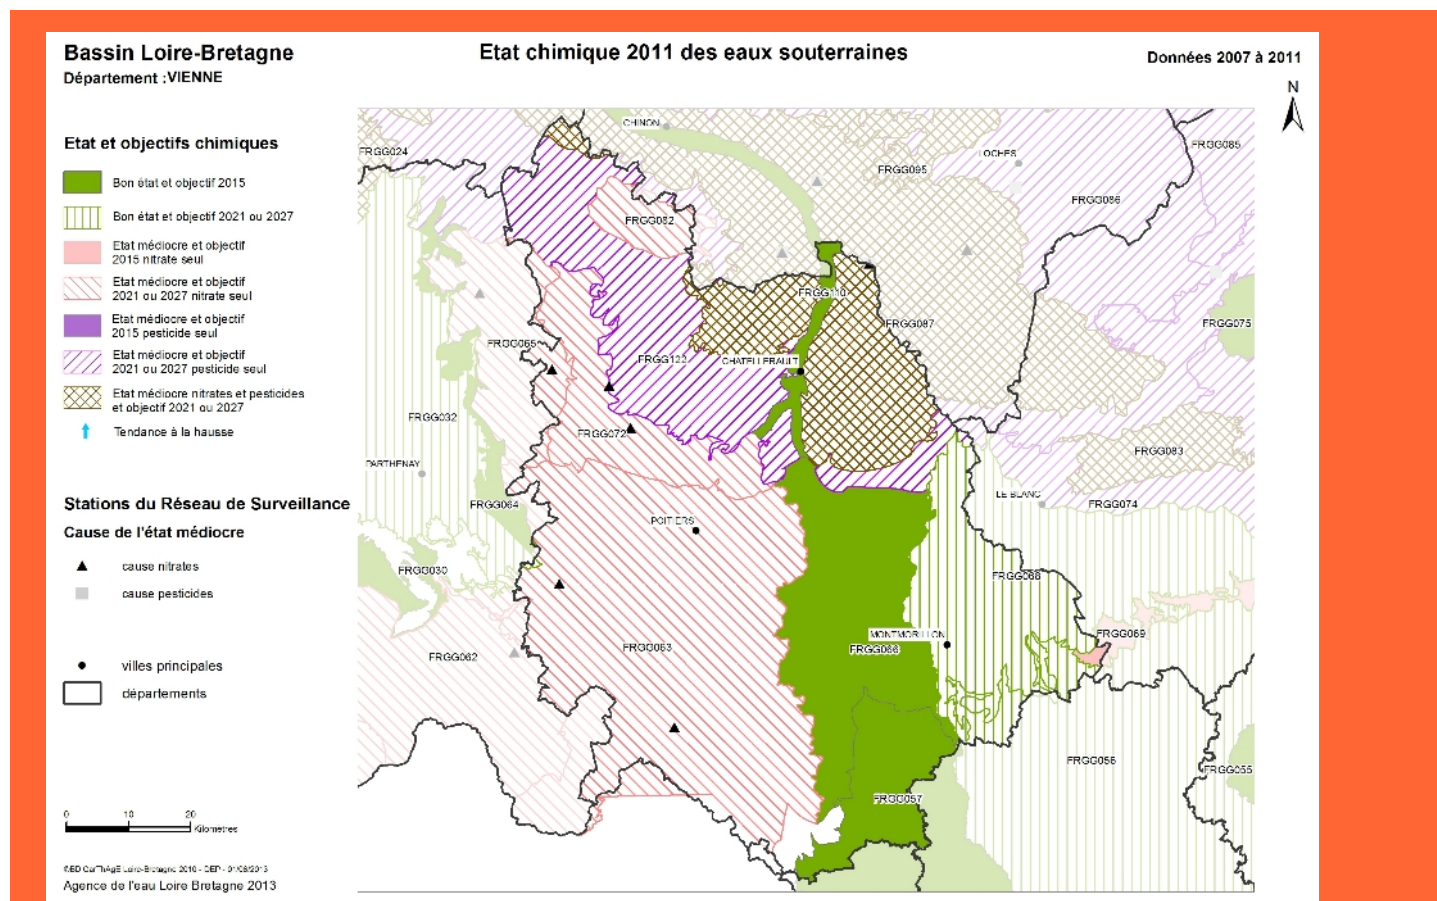 Bassin Loire-Bretagne
Département :VIENNE
Etat chimique 2011 des eaux souterraines
Données 2007 à 2011
N
Etat et objectifs chimiques
Bon état et objectif 2015
Bon état et objectif 2021 ou 2027
Etat médiocre et objectif
2015 nitrate seul
Etat médiocre et objectif
2021 ou 2027 nitrate seul
Etat médiocre et objectif
2015 pesticide seul
Etat médiocre et objectif
2021 ou 2027 pesticide seul
Etat médiocre nitrates et pesticides
et objectif 2021 ou 2027
Tendance à la hausse
Stations du Réseau de Surveillance
Cause de l'état médiocre
cause nitrates
cause pesticides
villes principales
départements
0 10 20
Kilometres
Agence de l'eau Loire Bretagne 2013
CHINON
FRGG024
LOCHES
FRGG085
FRGG095
FRGG086
FRGG082
FRGG110
FRGG087
FRGG075
FRGG065
FRGG122
CHATELLERAULT
FRGG032
FRGG072
PARTHENAY
FRGG083
LE BLANC
FRGG064
FRGG074
POITIERS
FRGG030
FRGG068
MONTMORILLON
FRGG069
FRGG062
FRGG063
FRGG066
FRGG056
FRGG055
FRGG057